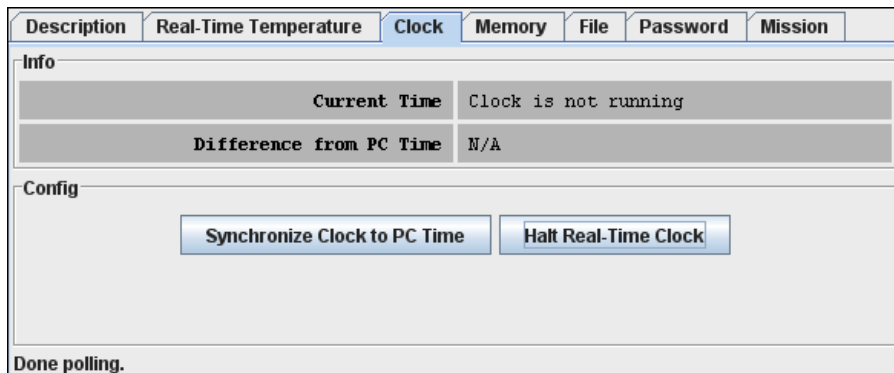 Description Real-Time Temperature Clock Memory File Password Mission
Info
Current Time Clock is not running
Difference from PC Time N/A
Config
Synchronize Clock to PC Time Halt Real-Time Clock
Done polling.